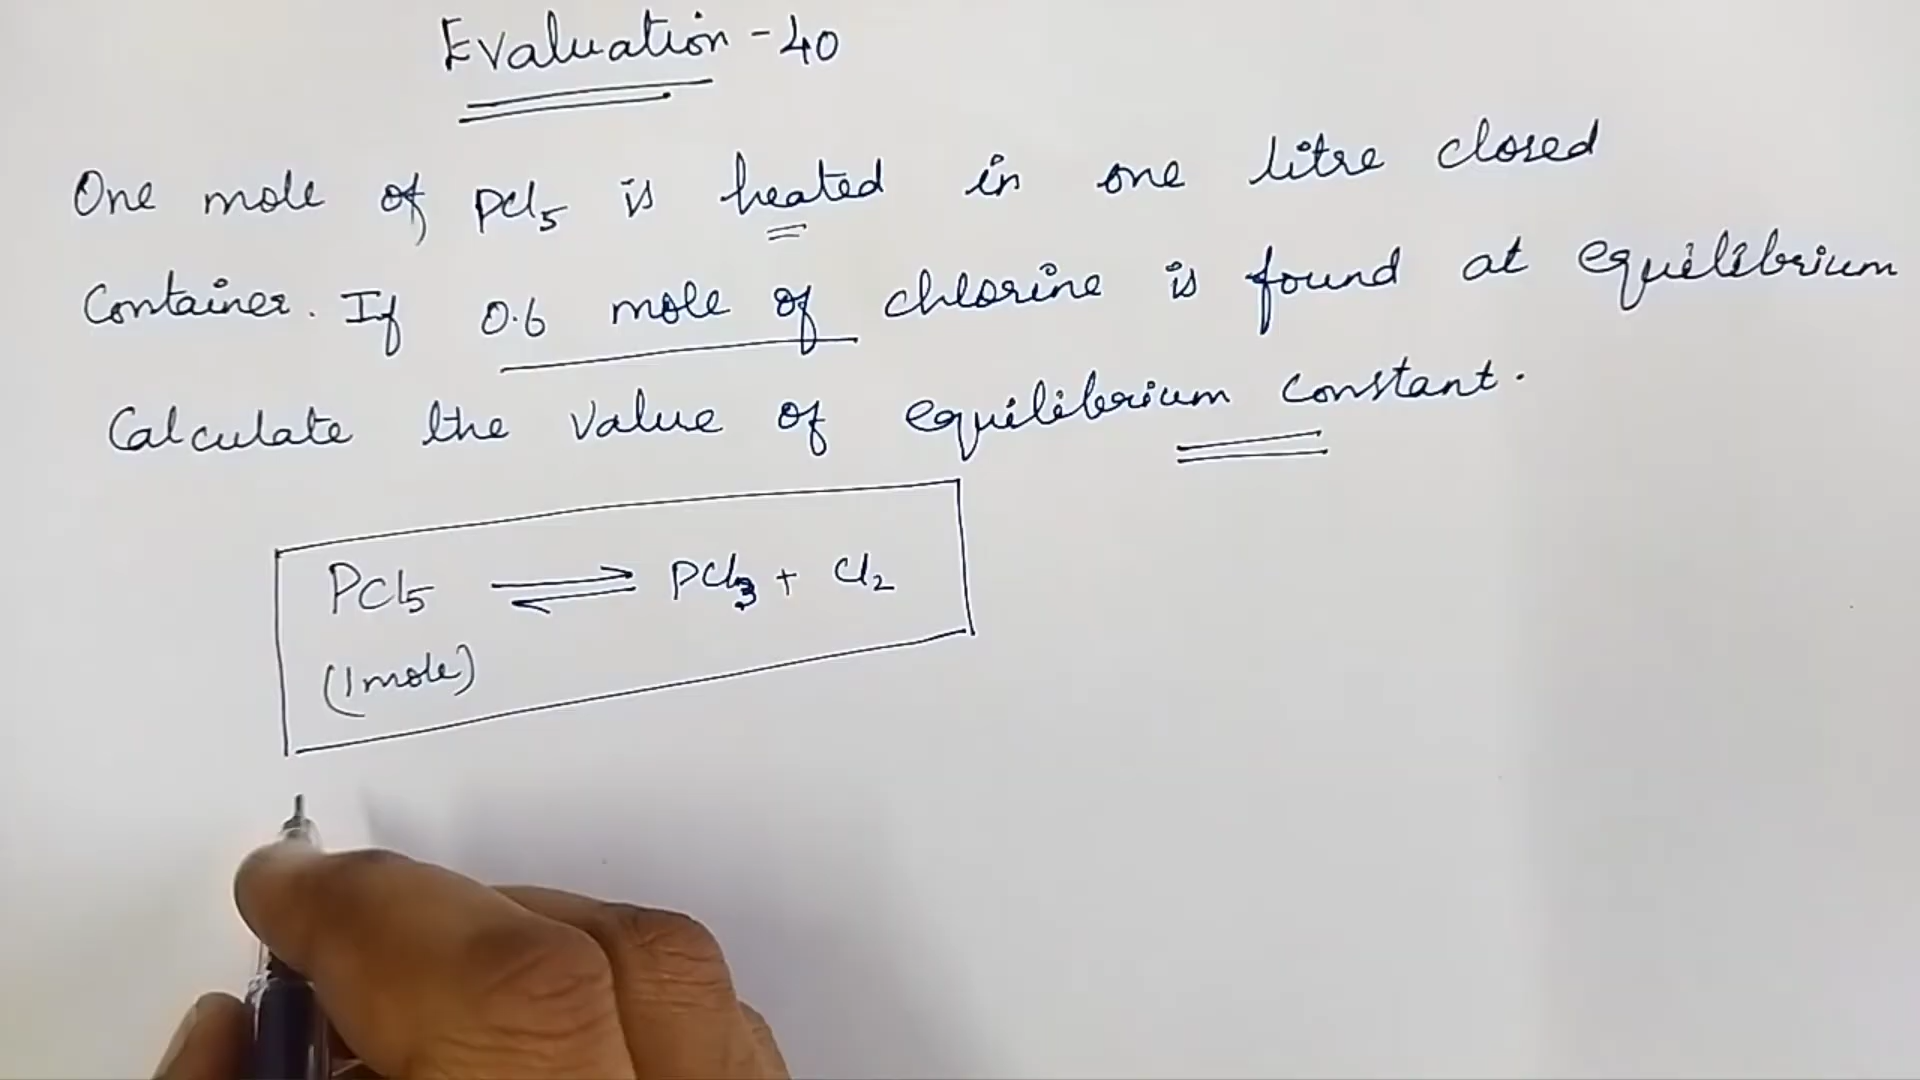 Evaluation - 40
One mole of PCl5 is heated in one litre closed
Container. If 0.6 mole of chlorine is found at equilibrium
Calculate the value of equilibrium constant.
PCl5 ⇌ PCl3 + Cl2
(1mole)